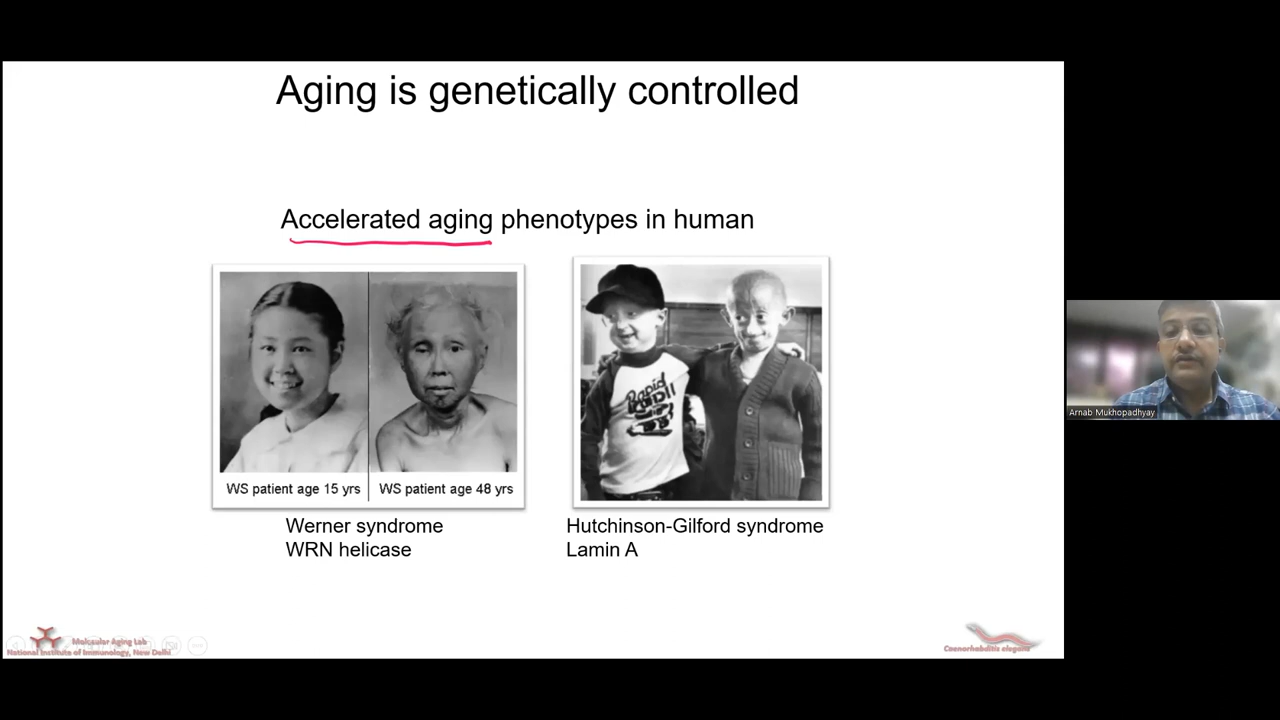 Aging is genetically controlled
Accelerated aging phenotypes in human
WS patient age 15 yrs
WS patient age 48 yrs
Werner syndrome
WRN helicase
Hutchinson-Gilford syndrome
Lamin A
Arnab Mukhopadhyay
Molcaular Aging Lab
National Institute of Immunology, New Delhi
Caenorhabditis elegans